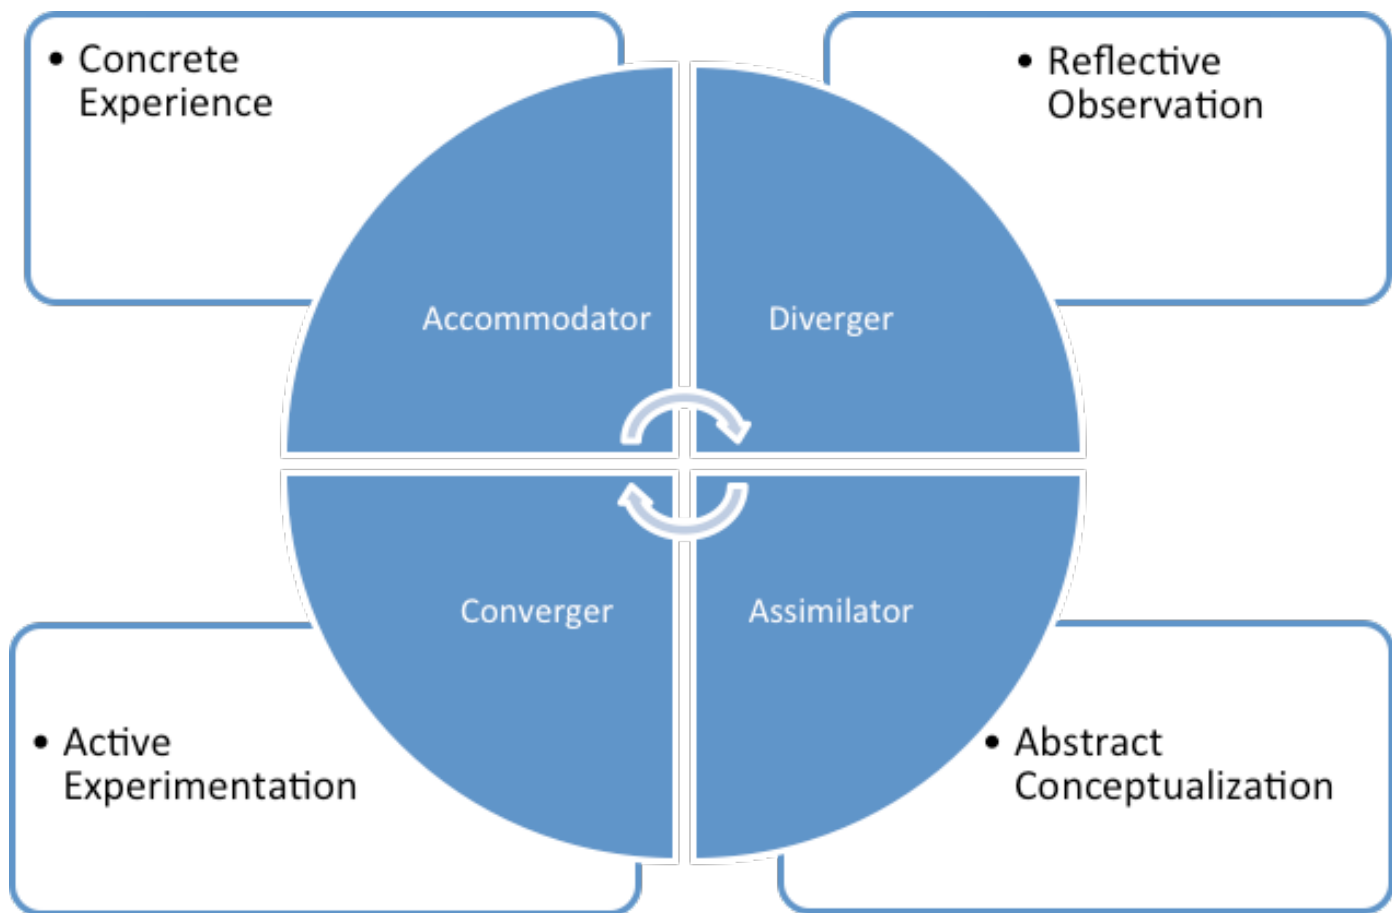 • Concrete
Experience
• Reflective
Observation
Accommodator
Diverger
Converger
Assimilator
• Active
Experimentation
• Abstract
Conceptualization